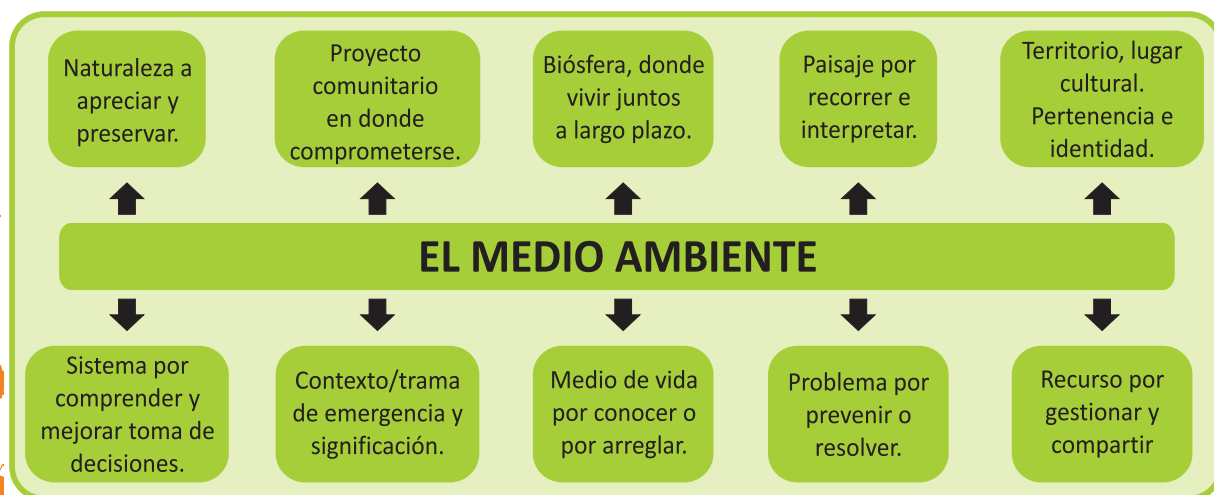 Naturaleza a
apreciar y
preservar.
Proyecto
comunitario
en donde
comprometerse.
Biósfera, donde
vivir juntos
a largo plazo.
Paisaje por
recorrer e
interpretar.
Territorio, lugar
cultural.
Pertenencia e
identidad.
EL MEDIO AMBIENTE
Sistema por
comprender y
mejorar toma de
decisiones.
Contexto/trama
de emergencia y
significación.
Medio de vida
por conocer o
por arreglar.
Problema por
prevenir o
resolver.
Recurso por
gestionar y
compartir